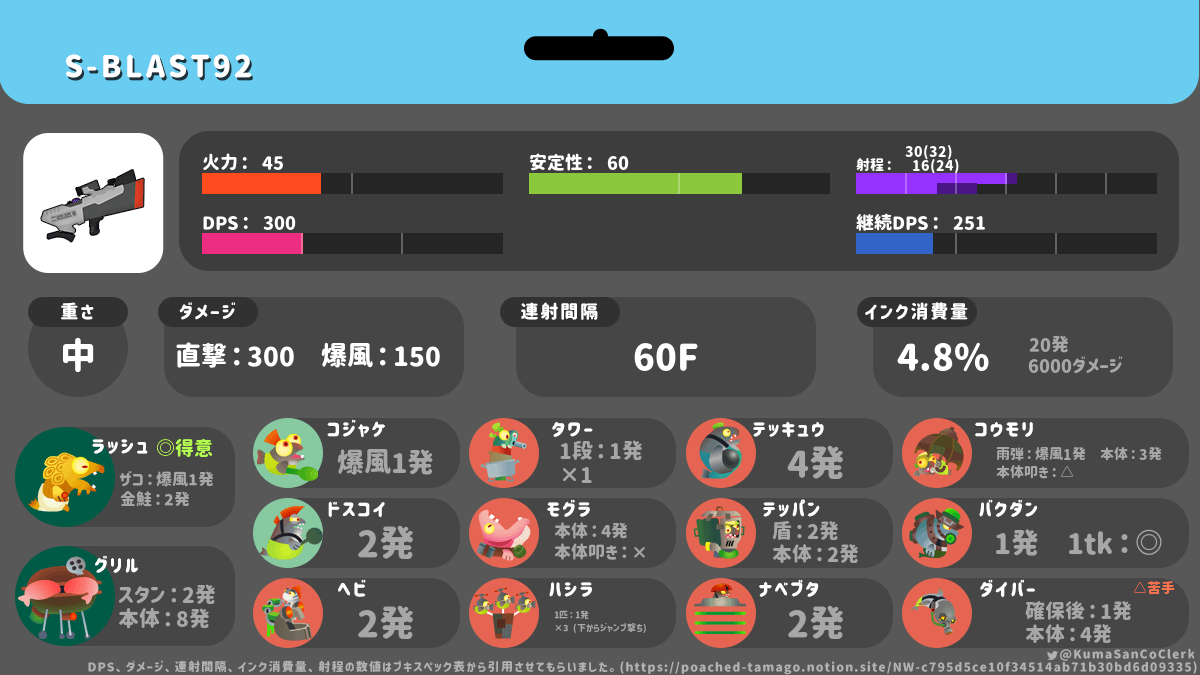 S-BLAST92
火力： 45
安定性： 60
30(32)
射程： 16(24)
DPS： 300
継続DPS： 251
重さ
中
ダメージ
直撃：300 爆風：150
連射間隔
60F
インク消費量
4.8%
20発
6000ダメージ
ラッシュ ◎得意
ザコ：爆風1発
金鮭：2発
グリル
スタン：2発
本体：8発
コジャケ
爆風1発
タワー
1段：1発
×1
テッキュウ
4発
コウモリ
雨弾：爆風1発 本体：3発
本体叩き：△
ドスコイ
2発
モグラ
本体：4発
本体叩き：×
テッパン
盾：2発
本体：2発
バクダン
1発 1tk：◎
ヘビ
2発
ハシラ
1匹：1発
×3（下からジャンプ撃ち）
ナベブタ
2発
ダイバー △苦手
確保後：1発
本体：4発
@KumaSanCoClerk
DPS、ダメージ、連射間隔、インク消費量、射程の数値はブキスペック表から引用させてもらいました。(https://poached-tamago.notion.site/NW-c795d5ce10f34514ab71b30bd6d09335)